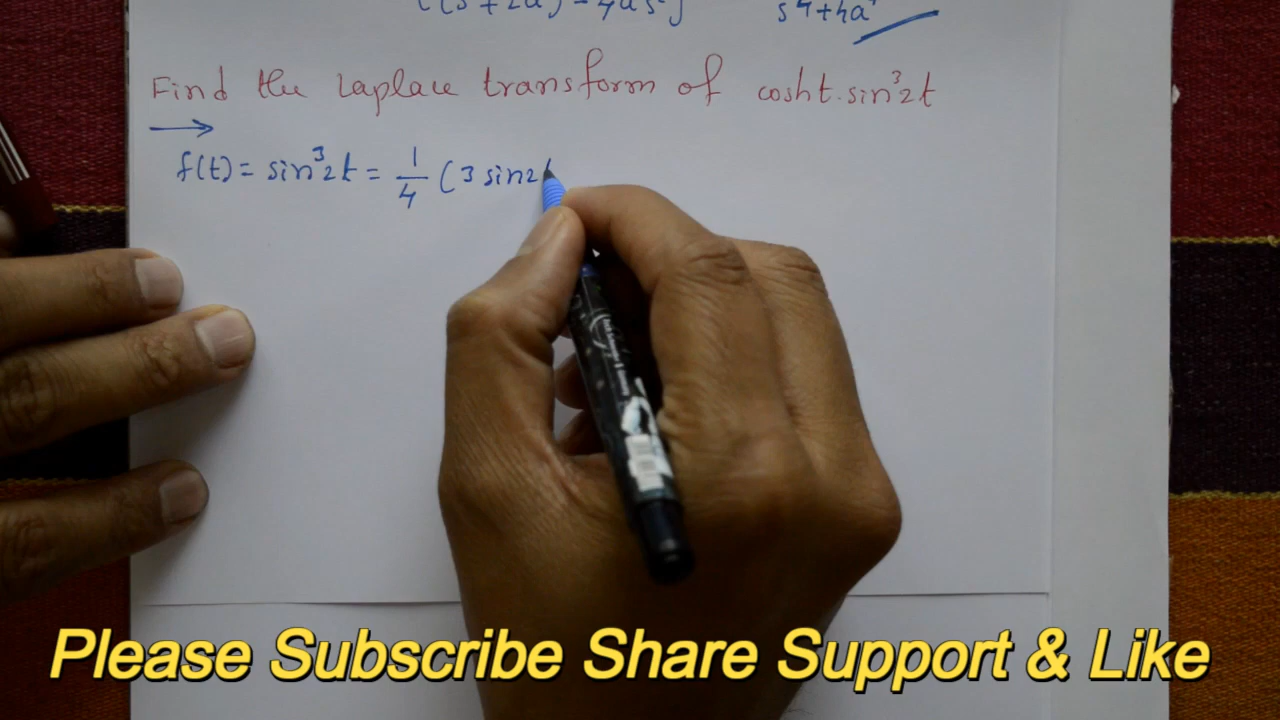 s⁴+4a⁴
Find the laplace transform of cosht.sin³2t
f(t) = sin³2t = 1/4 (3 sin2t
Please Subscribe Share Support & Like